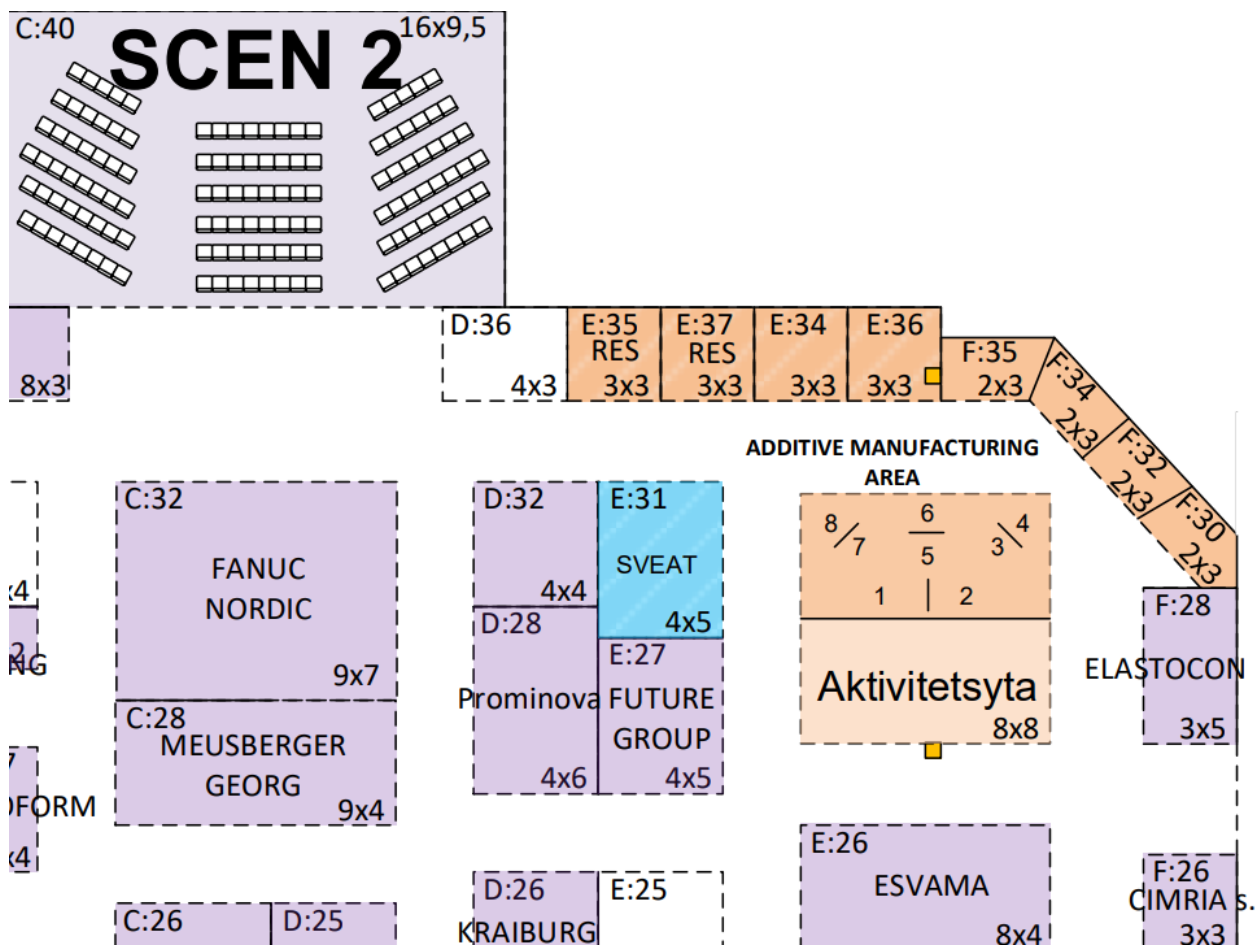 C:40
16x9,5
SCEN 2
8x3
D:36
4x3
E:35
RES
3x3
E:37
RES
3x3
E:34
3x3
E:36
3x3
F:35
2x3
F:34
2x3
F:32
2x3
F:30
2x3
ADDITIVE MANUFACTURING
AREA
8 / 7
6
5
3 \ 4
1 | 2
Aktivitetsyta
8x8
C:32
FANUC
NORDIC
9x7
C:28
MEUSBERGER
GEORG
9x4
D:32
4x4
E:31
SVEAT
4x5
D:28
Prominova
4x6
E:27
FUTURE
GROUP
4x5
F:28
ELASTOCON
3x5
E:26
ESVAMA
8x4
F:26
CIMRIA s.
3x3
C:26
D:25
D:26
KRAIBURG
E:25